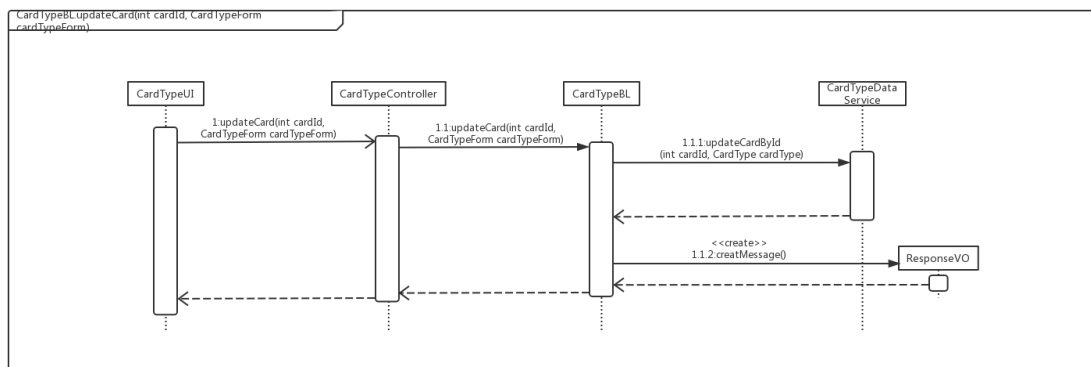 CardTypeBL.updateCard(int cardId, CardTypeForm
cardTypeForm)
CardTypeUI
CardTypeController
CardTypeBL
CardTypeData
Service
1:updateCard(int cardId,
CardTypeForm cardTypeForm)
1.1:updateCard(int cardId,
CardTypeForm cardTypeForm)
1.1.1:updateCardById
(int cardId, CardType cardType)
<<create>>
1.1.2:creatMessage()
ResponseVO